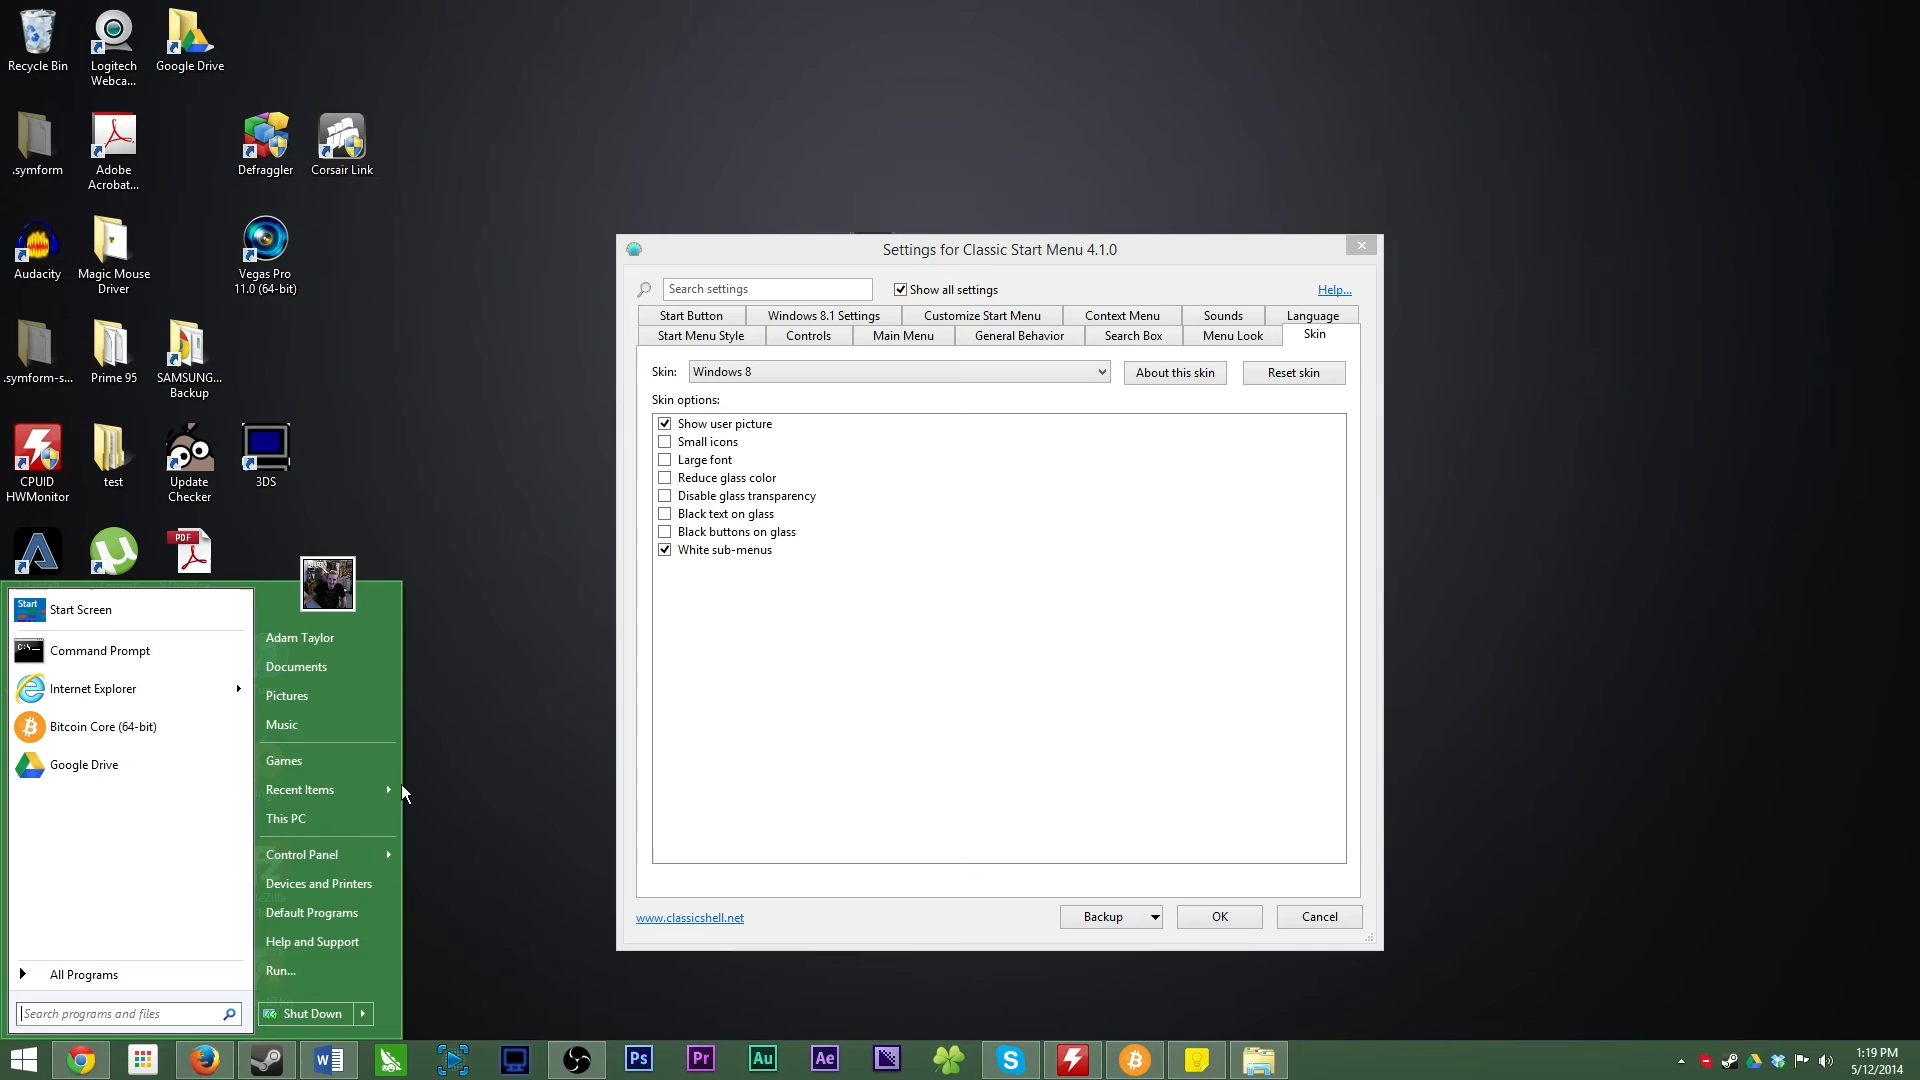 Recycle Bin
Logitech
Webca...
Google Drive
.symform
Adobe
Acrobat...
Defraggler
Corsair Link
Audacity
Magic Mouse
Driver
Vegas Pro
11.0 (64-bit)
.symform-s...
Prime 95
SAMSUNG...
Backup
CPUID
HWMonitor
test
Update
Checker
3DS
PDF
Settings for Classic Start Menu 4.1.0
Search settings
Show all settings
Help...
Start Button
Windows 8.1 Settings
Customize Start Menu
Context Menu
Sounds
Language
Start Menu Style
Controls
Main Menu
General Behavior
Search Box
Menu Look
Skin
Skin:
Windows 8
About this skin
Reset skin
Skin options:
Show user picture
Small icons
Large font
Reduce glass color
Disable glass transparency
Black text on glass
Black buttons on glass
White sub-menus
www.classicshell.net
Backup
OK
Cancel
Start
Start Screen
C:\
Command Prompt
Internet Explorer
Bitcoin Core (64-bit)
Google Drive
All Programs
Search programs and files
Adam Taylor
Documents
Pictures
Music
Games
Recent Items
This PC
Control Panel
Devices and Printers
Default Programs
Help and Support
Run...
Shut Down
Ps
Pr
Au
Ae
1:19 PM
5/12/2014